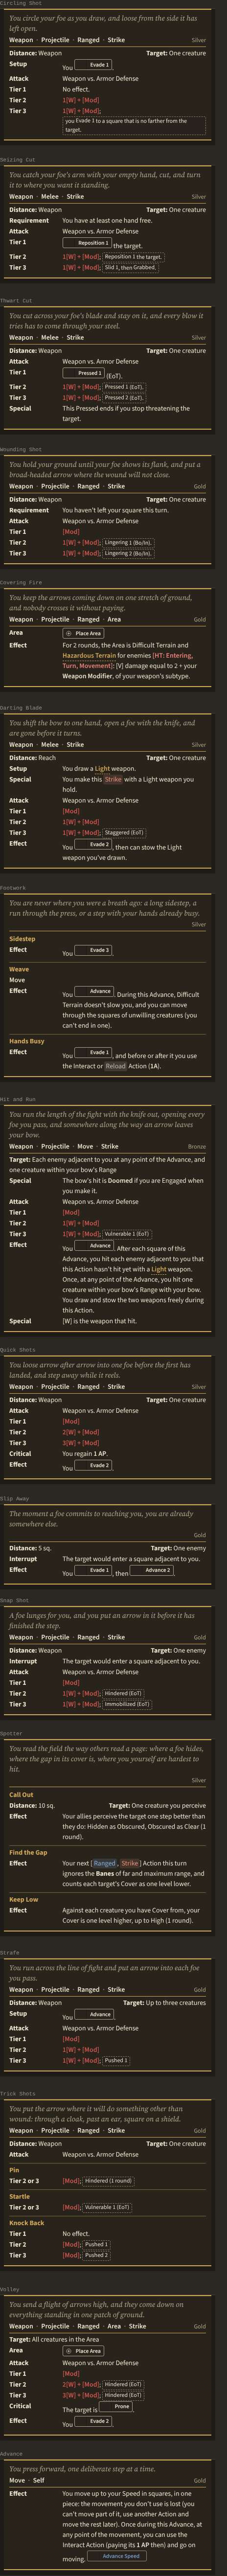 Circling Shot
You circle your foe as you draw, and loose from the side it has
left open.
Weapon · Projectile · Ranged · Strike Silver
Distance: Weapon Target: One creature
Setup You Evade 1
Attack Weapon vs. Armor Defense
Tier 1 No effect.
Tier 2 1[W] + [Mod]
Tier 3 1[W] + [Mod];
you Evade 1 to a square that is no farther from the
target.
Seizing Cut
You catch your foe's arm with your empty hand, cut, and turn
it to where you want it standing.
Weapon · Melee · Strike Silver
Distance: Weapon Target: One creature
Requirement You have at least one hand free.
Attack Weapon vs. Armor Defense
Tier 1 Reposition 1 the target.
Tier 2 1[W] + [Mod]; Reposition 1 the target.
Tier 3 1[W] + [Mod]; Slid 1, then Grabbed.
Thwart Cut
You cut across your foe's blade and stay on it, and every blow it
tries has to come through your steel.
Weapon · Melee · Strike Silver
Distance: Weapon Target: One creature
Attack Weapon vs. Armor Defense
Tier 1 Pressed 1 (EoT).
Tier 2 1[W] + [Mod]; Pressed 1 (EoT).
Tier 3 1[W] + [Mod]; Pressed 2 (EoT).
Special This Pressed ends if you stop threatening the
target.
Wounding Shot
You hold your ground until your foe shows its flank, and put a
broad-headed arrow where the wound will not close.
Weapon · Projectile · Ranged · Strike Silver
Distance: Weapon Target: One creature
Requirement You haven't left your square this turn.
Attack Weapon vs. Armor Defense
Tier 1 [Mod]
Tier 2 1[W] + [Mod]; Lingering 1 (Bo/In).
Tier 3 1[W] + [Mod]; Lingering 2 (Bo/In).
Covering Fire
You keep the arrows coming down on one stretch of ground,
and nobody crosses it without paying.
Weapon · Projectile · Ranged · Area Gold
Area Place Area
Effect For 2 rounds, the Area is Difficult Terrain and
Hazardous Terrain for enemies [HT: Entering,
Turn, Movement]: [V] damage equal to 2 + your
Weapon Modifier, of your weapon's subtype.
Darting Blade
You shift the bow to one hand, open a foe with the knife, and
are gone before it turns.
Weapon · Melee · Strike Silver
Distance: Reach Target: One creature
Setup You draw a Light weapon.
Special You make this Strike with a Light weapon you
hold.
Attack Weapon vs. Armor Defense
Tier 1 [Mod]
Tier 2 1[W] + [Mod]
Tier 3 1[W] + [Mod]; Staggered (EoT)
Effect You Evade 2, then can stow the Light
weapon you've drawn.
Footwork
You are never where you were a breath ago: a long sidestep, a
run through the press, or a step with your hands already busy.
Silver
Sidestep
Effect You Evade 3.
Weave
Move
Effect You Advance. During this Advance, Difficult
Terrain doesn't slow you, and you can move
through the squares of unwilling creatures (you
can't end in one).
Hands Busy
Effect You Evade 1, and before or after it you use
the Interact or Reload Action (1A).
Hit and Run
You run the length of the fight with the knife out, opening every
foe you pass, and somewhere along the way an arrow leaves
your bow.
Weapon · Projectile · Move · Strike Bronze
Target: Each enemy adjacent to you at any point of the Advance, and
one creature within your bow's Range
Special The bow's hit is Doomed if you are Engaged when
you make it.
Attack Weapon vs. Armor Defense
Tier 1 [Mod]
Tier 2 1[W] + [Mod]
Tier 3 1[W] + [Mod]; Vulnerable 1 (EoT)
Effect You Advance. After each square of this
Advance, you hit each enemy adjacent to you that
this Action hasn't hit yet with a Light weapon.
Once, at any point of the Advance, you hit one
creature within your bow's Range with your bow.
You draw and stow the two weapons freely during
this Action.
Special [W] is the weapon that hit.
Quick Shots
You loose arrow after arrow into one foe before the first has
landed, and step away while it reels.
Weapon · Projectile · Ranged · Strike Silver
Distance: Weapon Target: One creature
Attack Weapon vs. Armor Defense
Tier 1 [Mod]
Tier 2 2[W] + [Mod]
Tier 3 3[W] + [Mod]
Critical You regain 1 AP.
Effect You Evade 2.
Slip Away
The moment a foe commits to reaching you, you are already
somewhere else.
Gold
Distance: 5 sq. Target: One enemy
Interrupt The target would enter a square adjacent to you.
Effect You Evade 1, then Advance 2.
Snap Shot
A foe lunges for you, and you put an arrow in it before it has
finished the step.
Weapon · Projectile · Ranged · Strike Gold
Distance: Weapon Target: One enemy
Interrupt The target would enter a square adjacent to you.
Attack Weapon vs. Armor Defense
Tier 1 [Mod]
Tier 2 1[W] + [Mod]; Hindered (EoT)
Tier 3 1[W] + [Mod]; Immobilized (EoT)
Spotter
You read the field the way others read a page: where a foe hides,
where the gap in its cover is, where you yourself are hardest to
hit.
Silver
Call Out
Distance: 10 sq. Target: One creature you perceive
Effect Your allies perceive the target one step better than
they do: Hidden as Obscured, Obscured as Clear (1
round).
Find the Gap
Effect Your next [Ranged, Strike] Action this turn
ignores the Banes of far and maximum range, and
counts each target's Cover as one level lower.
Keep Low
Effect Against each creature you have Cover from, your
Cover is one level higher, up to High (1 round).
Strafe
You run across the line of fight and put an arrow into each foe
you pass.
Weapon · Projectile · Ranged · Strike Gold
Distance: Weapon Target: Up to three creatures
Setup You Advance.
Attack Weapon vs. Armor Defense
Tier 1 [Mod]
Tier 2 1[W] + [Mod]
Tier 3 1[W] + [Mod]; Pushed 1
Trick Shots
You put the arrow where it will do something other than
wound: through a cloak, past an ear, square on a shield.
Weapon · Projectile · Ranged · Strike Gold
Distance: Weapon Target: One creature
Attack Weapon vs. Armor Defense
Pin
Tier 2 or 3 [Mod]; Hindered (1 round)
Startle
Tier 2 or 3 [Mod]; Vulnerable 1 (EoT)
Knock Back
Tier 1 No effect.
Tier 2 [Mod]; Pushed 1
Tier 3 [Mod]; Pushed 2
Volley
You send a flight of arrows high, and they come down on
everything standing in one patch of ground.
Weapon · Projectile · Ranged · Area · Strike Gold
Target: All creatures in the Area
Area Place Area
Attack Weapon vs. Armor Defense
Tier 1 [Mod]
Tier 2 2[W] + [Mod]; Hindered (EoT)
Tier 3 3[W] + [Mod]; Hindered (EoT)
Critical The target is Prone.
Effect You Evade 2.
Advance
You press forward, one deliberate step at a time.
Move · Self Gold
Effect You move up to your Speed in squares, in one
piece: the movement you don't use is lost (you
can't move part of it, use another Action and
move the rest later). Once during this Advance, at
any point of the movement, you can use the
Interact Action (paying its 1 AP then) and go on
moving. Advance Speed